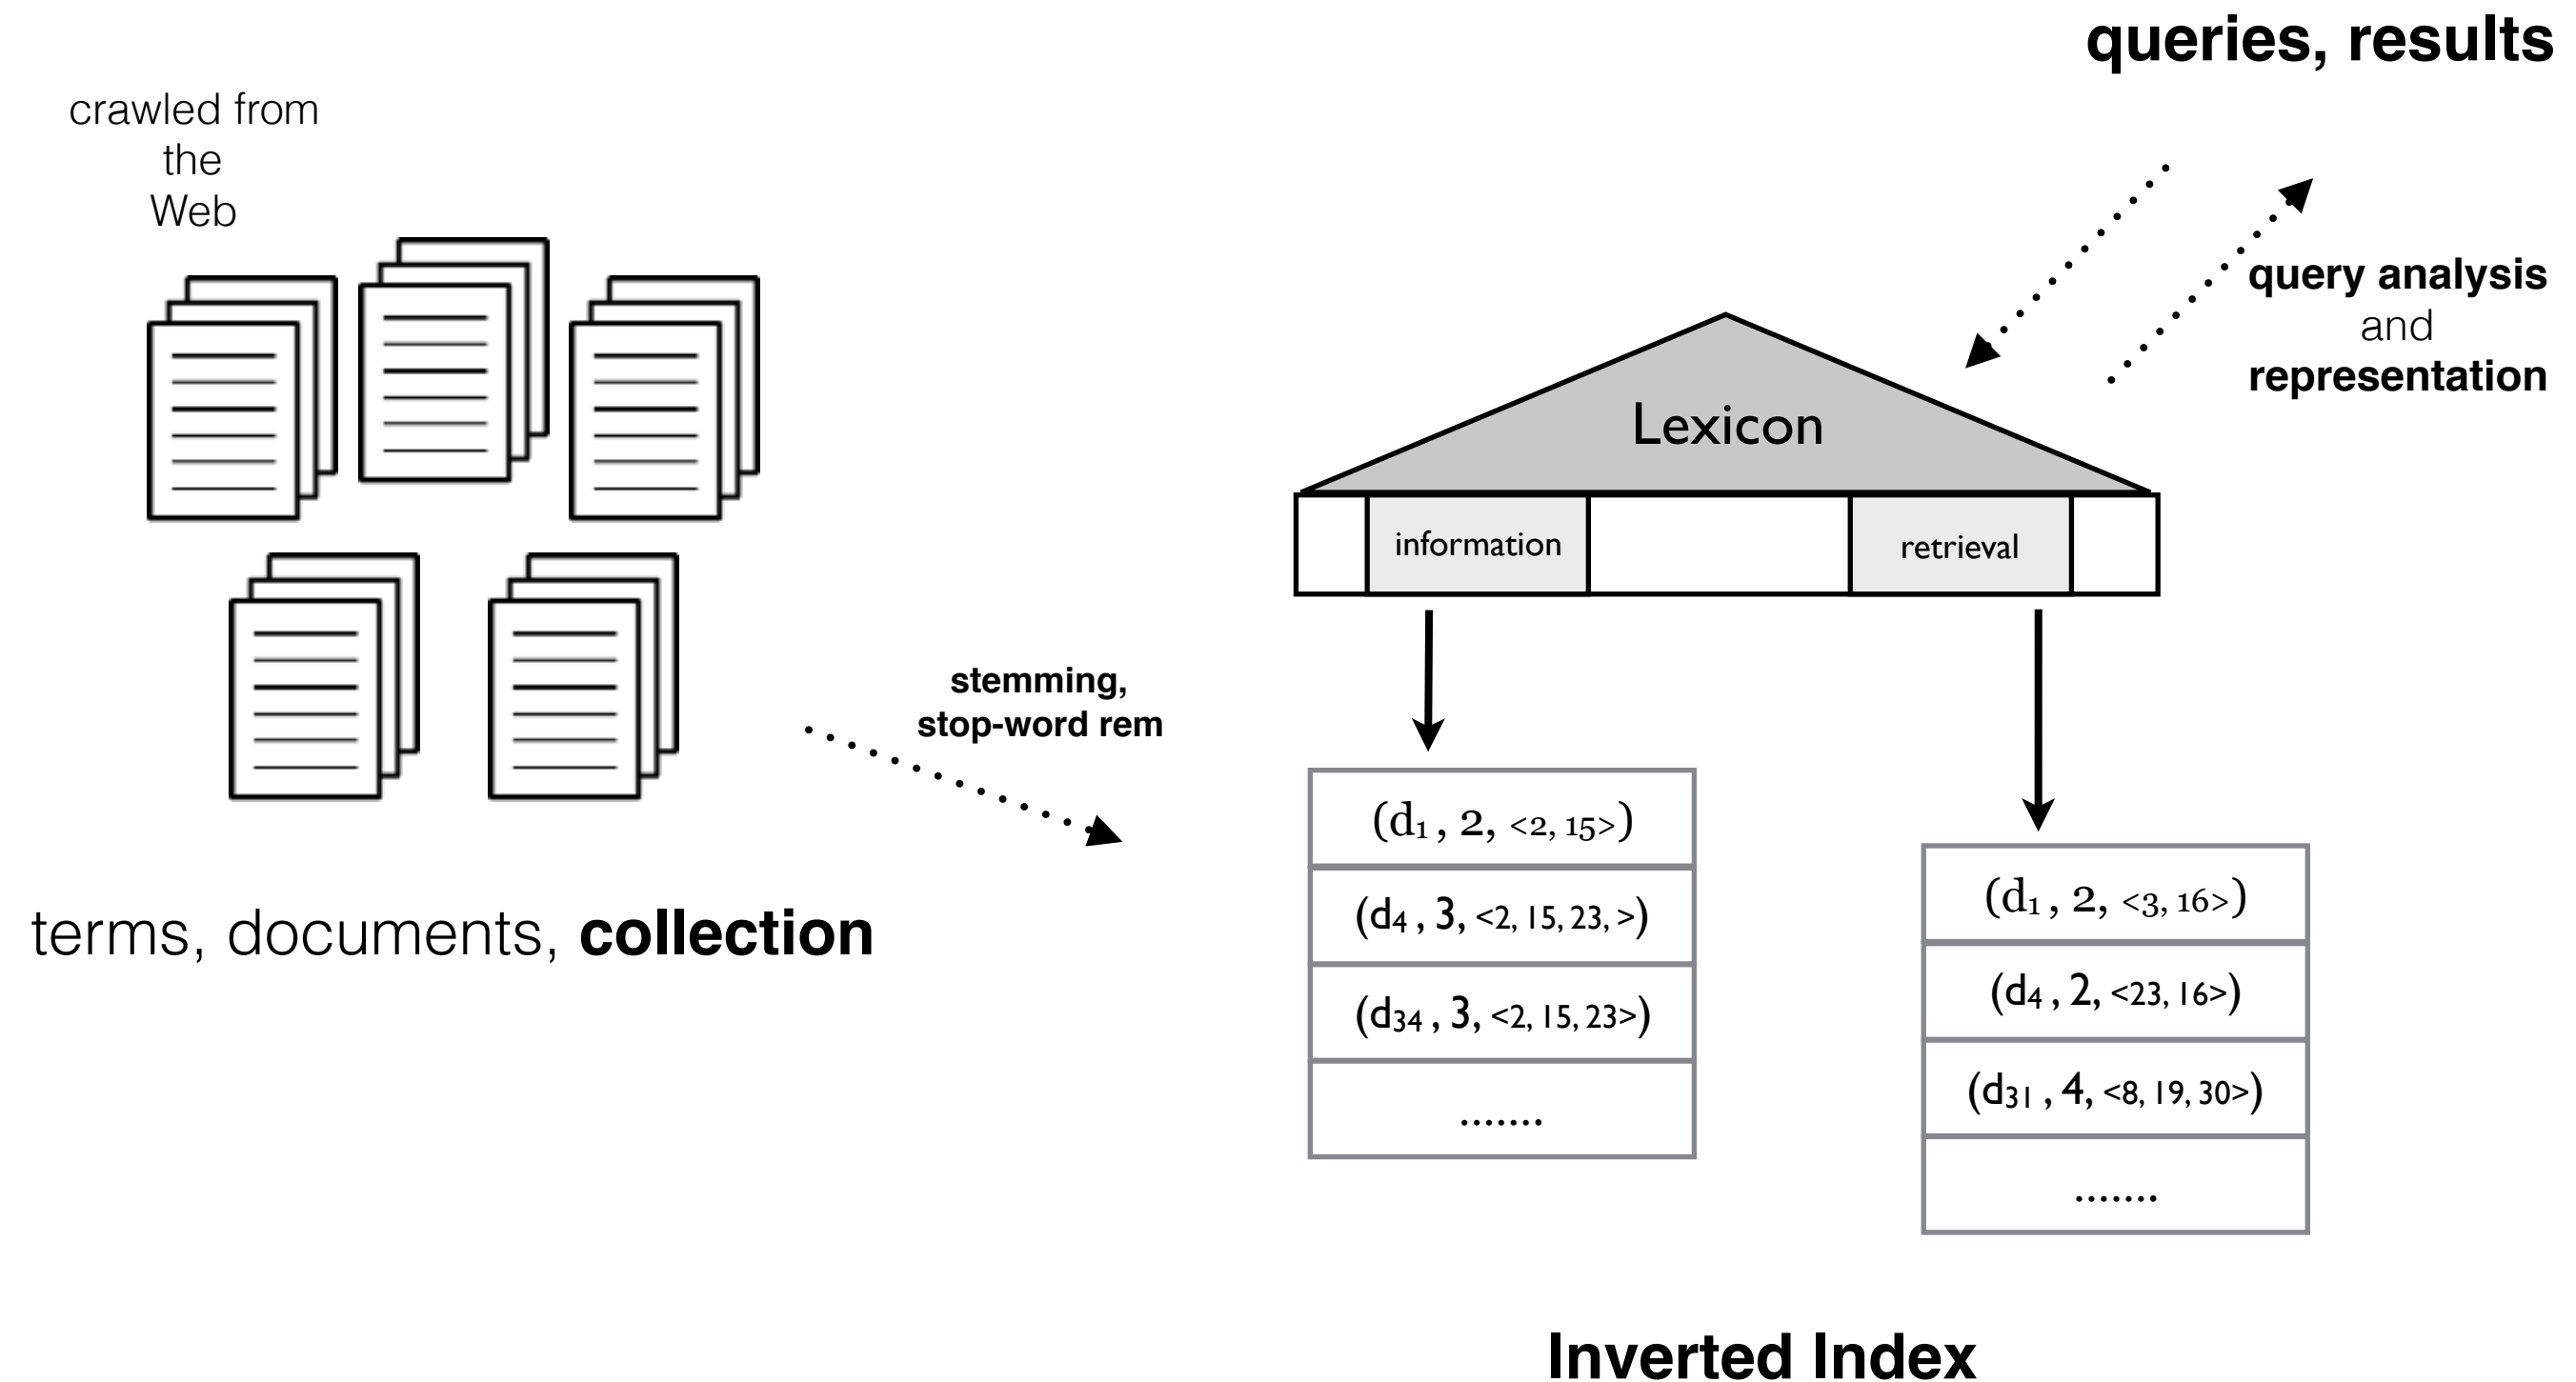 queries, results
crawled from
the
Web
query analysis
and
representation
Lexicon
information
retrieval
stemming,
stop-word rem
(d1 , 2, <2, 15>)
(d4 , 3, <2, 15, 23, >)
(d34 , 3, <2, 15, 23>)
.......
(d1 , 2, <3, 16>)
(d4 , 2, <23, 16>)
(d31 , 4, <8, 19, 30>)
.......
terms, documents, collection
Inverted Index